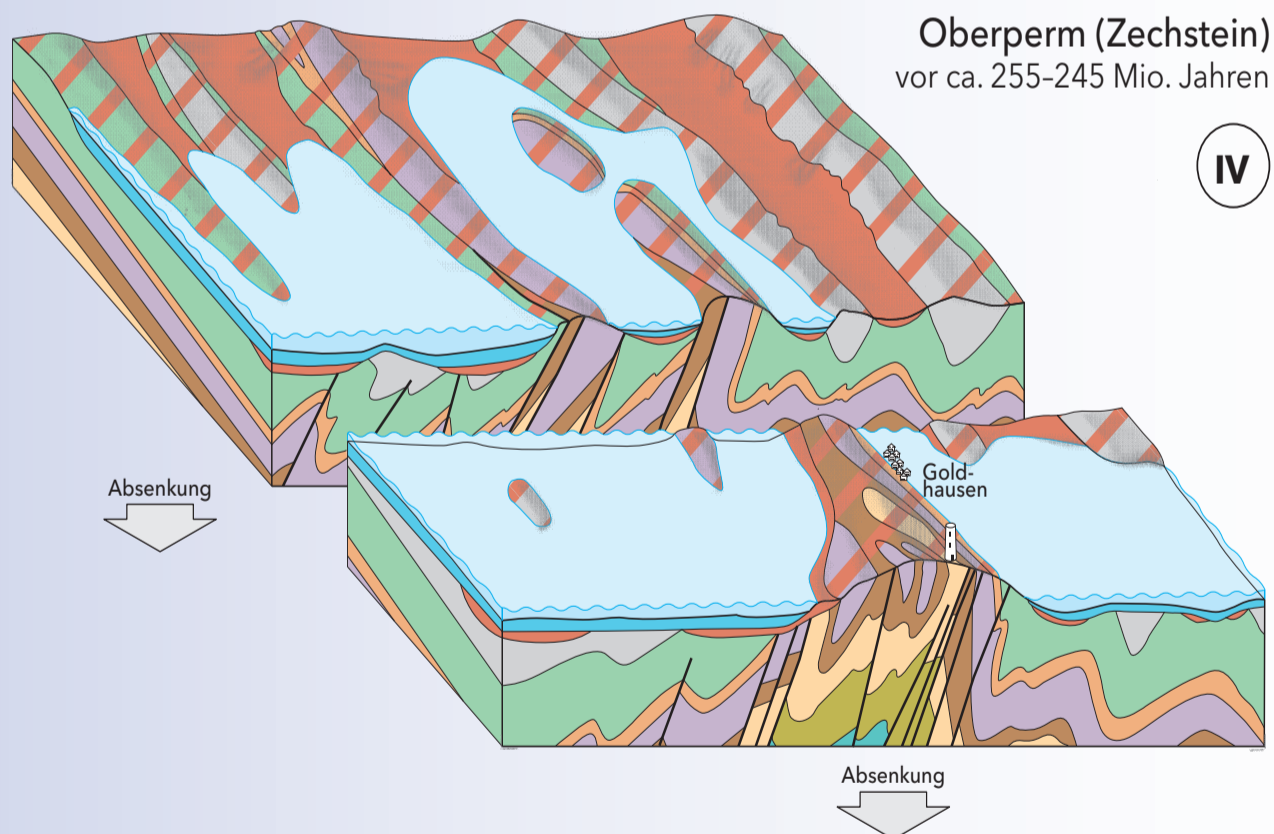 Oberperm (Zechstein)
vor ca. 255–245 Mio. Jahren
IV
Gold-
hausen
Absenkung
Absenkung